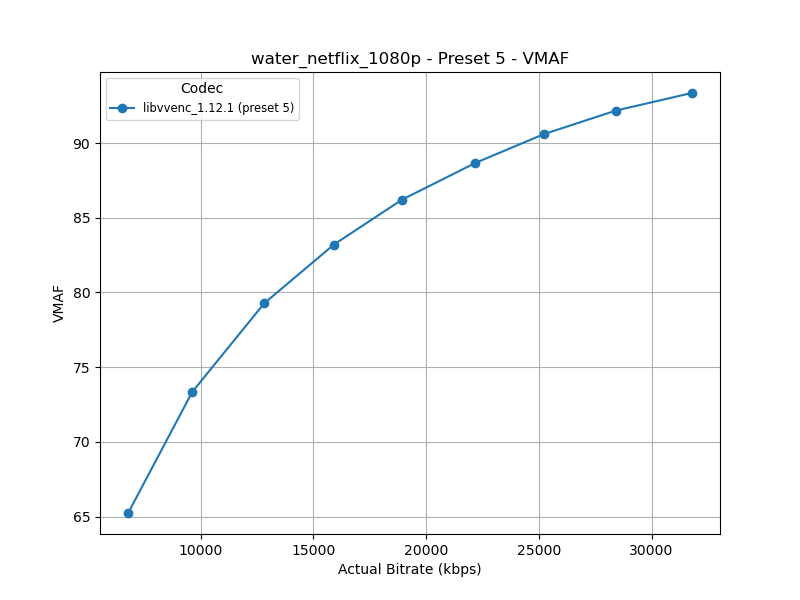 water_netflix_1080p - Preset 5 - VMAF
Codec
libvvenc_1.12.1 (preset 5)
90
85
80
75
70
65
VMAF
10000 15000 20000 25000 30000
Actual Bitrate (kbps)